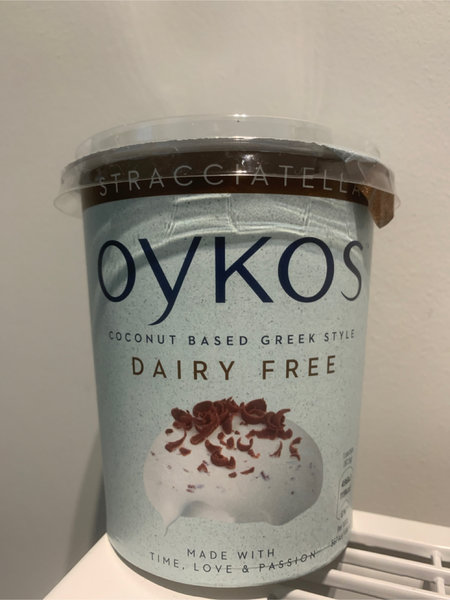 STRACCIATELLA
OYKOS
COCONUT BASED GREEK STYLE
DAIRY FREE
MADE WITH
TIME, LOVE & PASSION